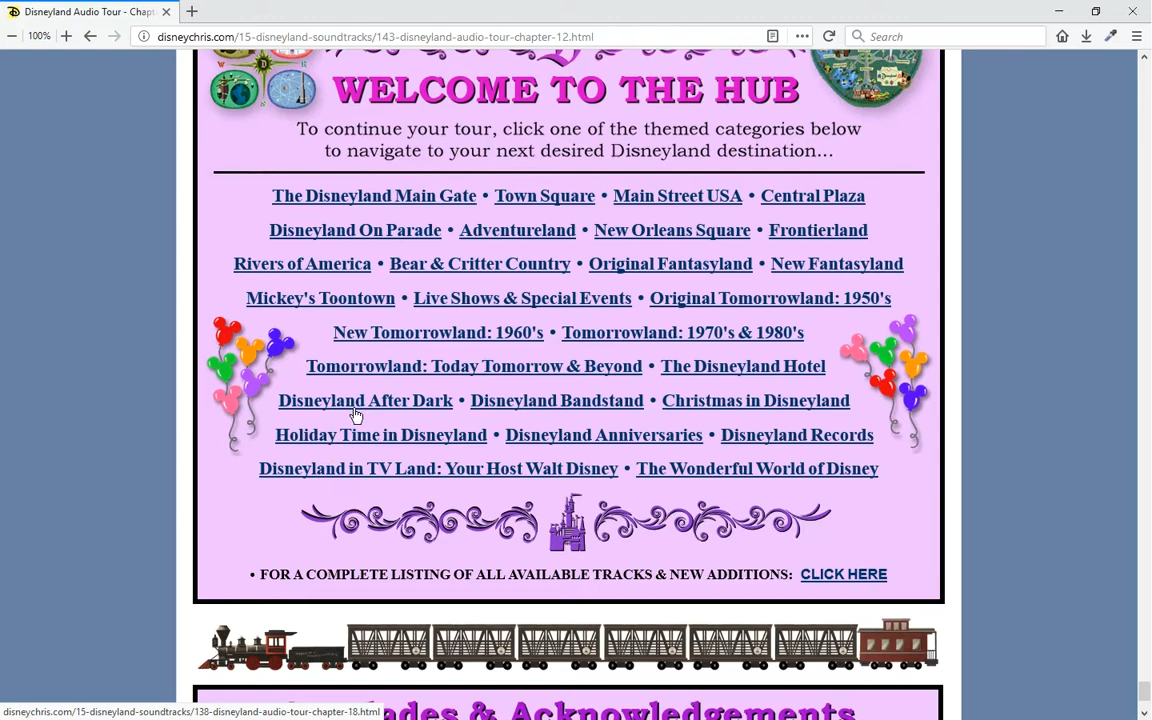 Disneyland Audio Tour - Chapt
100%
disneychris.com/15-disneyland-soundtracks/143-disneyland-audio-tour-chapter-12.html
Search
WELCOME TO THE HUB
To continue your tour, click one of the themed categories below
to navigate to your next desired Disneyland destination...
The Disneyland Main Gate • Town Square • Main Street USA • Central Plaza
Disneyland On Parade • Adventureland • New Orleans Square • Frontierland
Rivers of America • Bear & Critter Country • Original Fantasyland • New Fantasyland
Mickey's Toontown • Live Shows & Special Events • Original Tomorrowland: 1950's
New Tomorrowland: 1960's • Tomorrowland: 1970's & 1980's
Tomorrowland: Today Tomorrow & Beyond • The Disneyland Hotel
Disneyland After Dark • Disneyland Bandstand • Christmas in Disneyland
Holiday Time in Disneyland • Disneyland Anniversaries • Disneyland Records
Disneyland in TV Land: Your Host Walt Disney • The Wonderful World of Disney
• FOR A COMPLETE LISTING OF ALL AVAILABLE TRACKS & NEW ADDITIONS: CLICK HERE
& Acknowledgements
disneychris.com/15-disneyland-soundtracks/138-disneyland-audio-tour-chapter-18.html